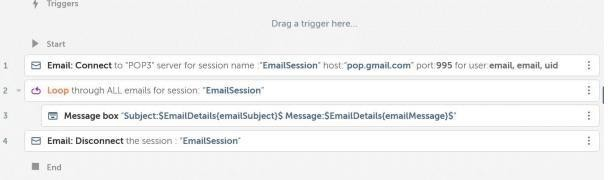 Triggers
Drag a trigger here...
Start
1 Email: Connect to "POP3" server for session name :"EmailSession" host:"pop.gmail.com" port:995 for user:email, email, uid
2 Loop through ALL emails for session: "EmailSession"
3 Message box "Subject:$EmailDetails{emailSubject}$ Message:$EmailDetails{emailMessage}$"
4 Email: Disconnect the session : "EmailSession"
End